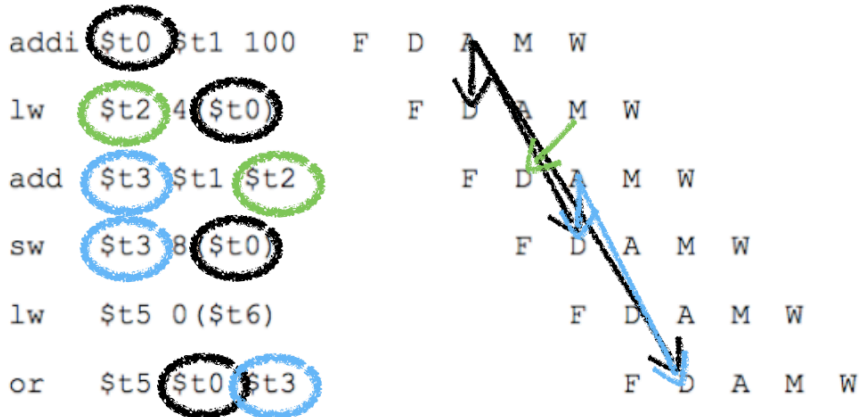 addi $t0 $t1 100 F D A M W
lw $t2 4($t0) F D A M W
add $t3 $t1 $t2 F D A M W
sw $t3 8($t0) F D A M W
lw $t5 0($t6) F D A M W
or $t5 $t0 $t3 F D A M W